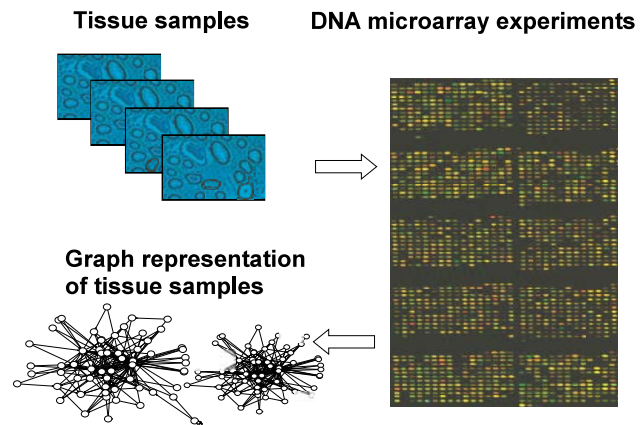 Tissue samples
DNA microarray experiments
Graph representation
of tissue samples